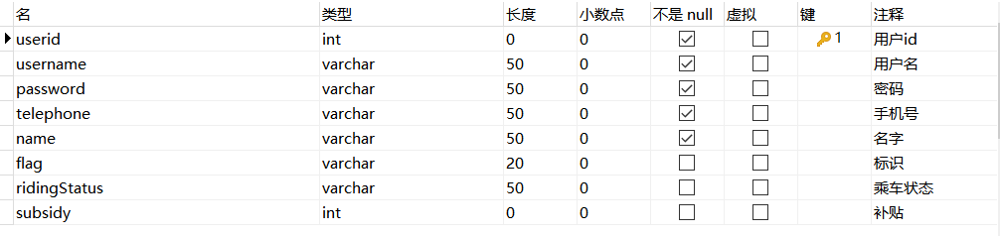 名 类型 长度 小数点 不是 null 虚拟 键 注释
userid int 0 0 1 用户id
username varchar 50 0 用户名
password varchar 50 0 密码
telephone varchar 50 0 手机号
name varchar 50 0 名字
flag varchar 20 0 标识
ridingStatus varchar 50 0 乘车状态
subsidy int 0 0 补贴